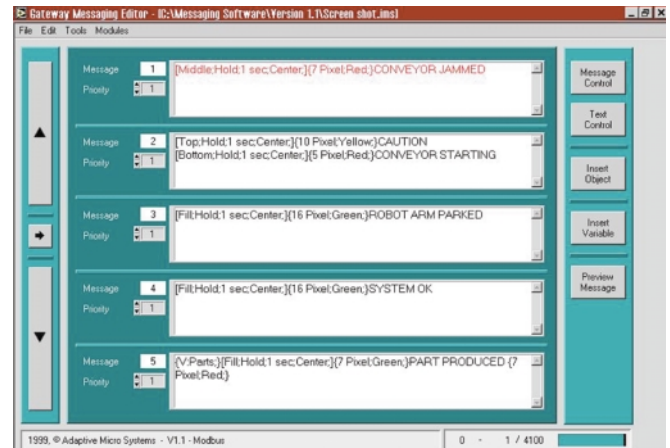 Gateway Messaging Editor - [C:\Messaging Software\Version 1.1\Screen shot.ims]
File Edit Tools Modules
Message 1
Priority 1
[Middle;Hold;1 sec;Center;]{7 Pixel;Red;}CONVEYOR JAMMED
Message 2
Priority 1
[Top;Hold;1 sec;Center;]{10 Pixel;Yellow;}CAUTION
[Bottom;Hold;1 sec;Center;]{5 Pixel;Red;}CONVEYOR STARTING
Message 3
Priority 1
[Fill;Hold;1 sec;Center;]{16 Pixel;Green;}ROBOT ARM PARKED
Message 4
Priority 1
[Fill;Hold;1 sec;Center;]{16 Pixel;Green;}SYSTEM OK
Message 5
Priority 1
{V:Parts;}[Fill;Hold;1 sec;Center;]{7 Pixel;Green;}PART PRODUCED {7
Pixel;Red;}
Message
Control
Text
Control
Insert
Object
Insert
Variable
Preview
Message
1999, © Adaptive Micro Systems - V1.1 - Modbus
0 - 1 / 4100